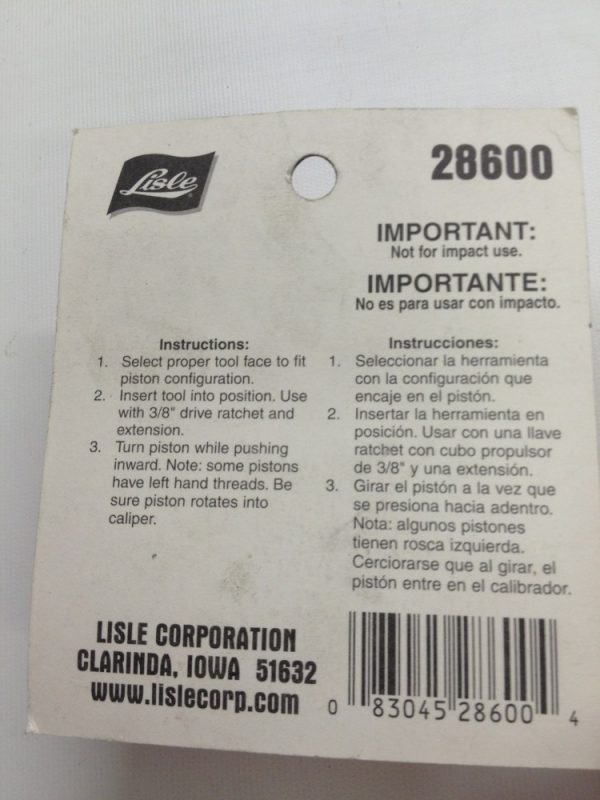 Lisle
28600
IMPORTANT:
Not for impact use.
IMPORTANTE:
No es para usar con impacto.
Instructions:
1. Select proper tool face to fit
piston configuration.
2. Insert tool into position. Use
with 3/8" drive ratchet and
extension.
3. Turn piston while pushing
inward. Note: some pistons
have left hand threads. Be
sure piston rotates into
caliper.
Instrucciones:
1. Seleccionar la herramienta
con la configuración que
encaje en el pistón.
2. Insertar la herramienta en
posición. Usar con una llave
ratchet con cubo propulsor
de 3/8" y una extensión.
3. Girar el pistón a la vez que
se presiona hacia adentro.
Nota: algunos pistones
tienen rosca izquierda.
Cerciorarse que al girar, el
pistón entre en el calibrador.
LISLE CORPORATION
CLARINDA, IOWA 51632
www.lislecorp.com
0 83045 28600 4